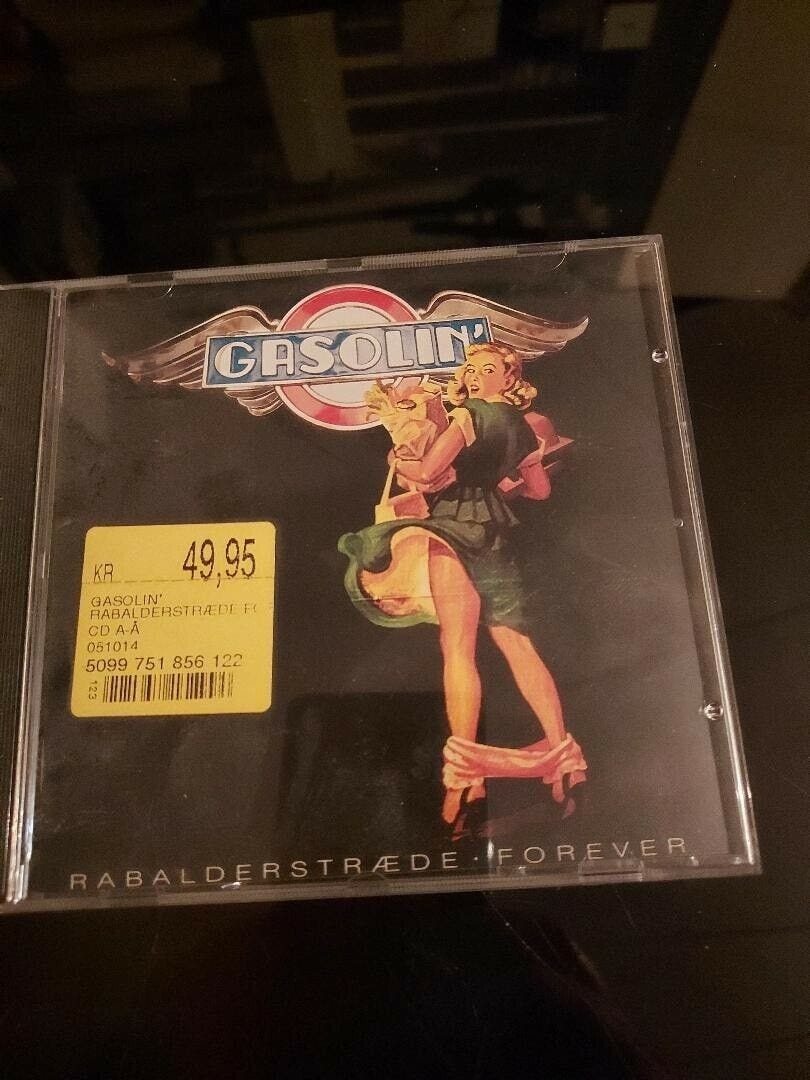 GASOLIN'
KR 49,95
GASOLIN'
RABALDERSTRÆDE
CD A-Å
051014
5099 751 856 122
123
RABALDERSTRÆDE · FOREVER